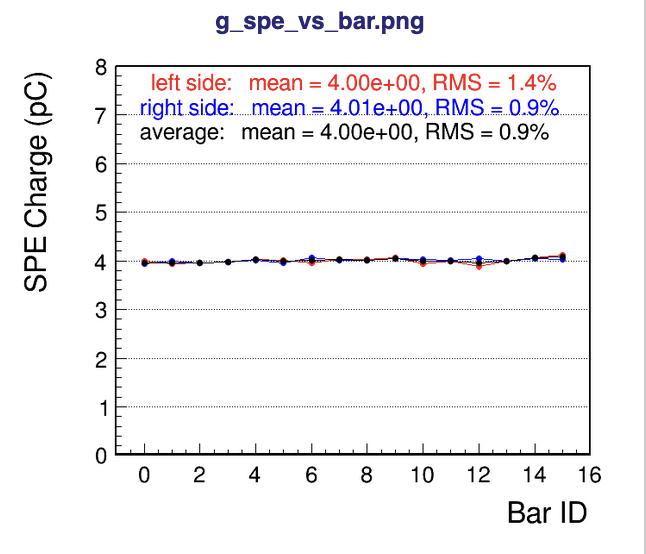 g_spe_vs_bar.png
left side: mean = 4.00e+00, RMS = 1.4%
right side: mean = 4.01e+00, RMS = 0.9%
average: mean = 4.00e+00, RMS = 0.9%
SPE Charge (pC)
8
7
6
5
4
3
2
1
0
0 2 4 6 8 10 12 14 16
Bar ID